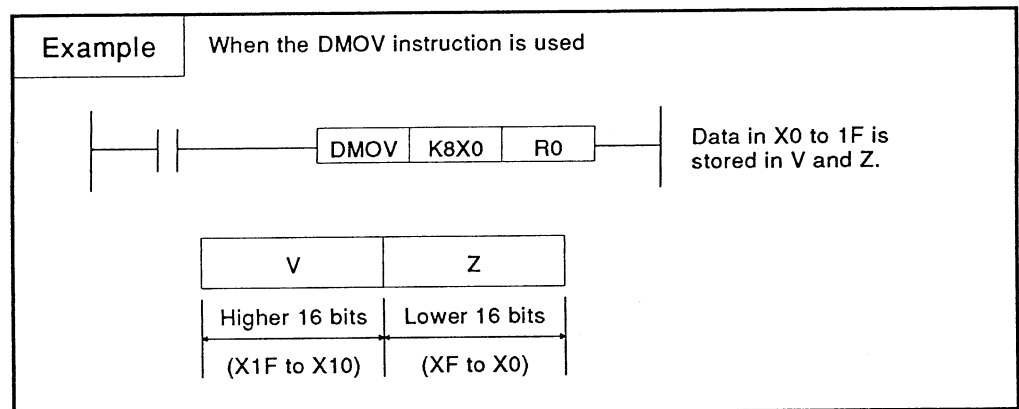 Example
When the DMOV instruction is used
DMOV K8X0 R0
Data in X0 to 1F is
stored in V and Z.
V Z
Higher 16 bits Lower 16 bits
(X1F to X10) (XF to X0)